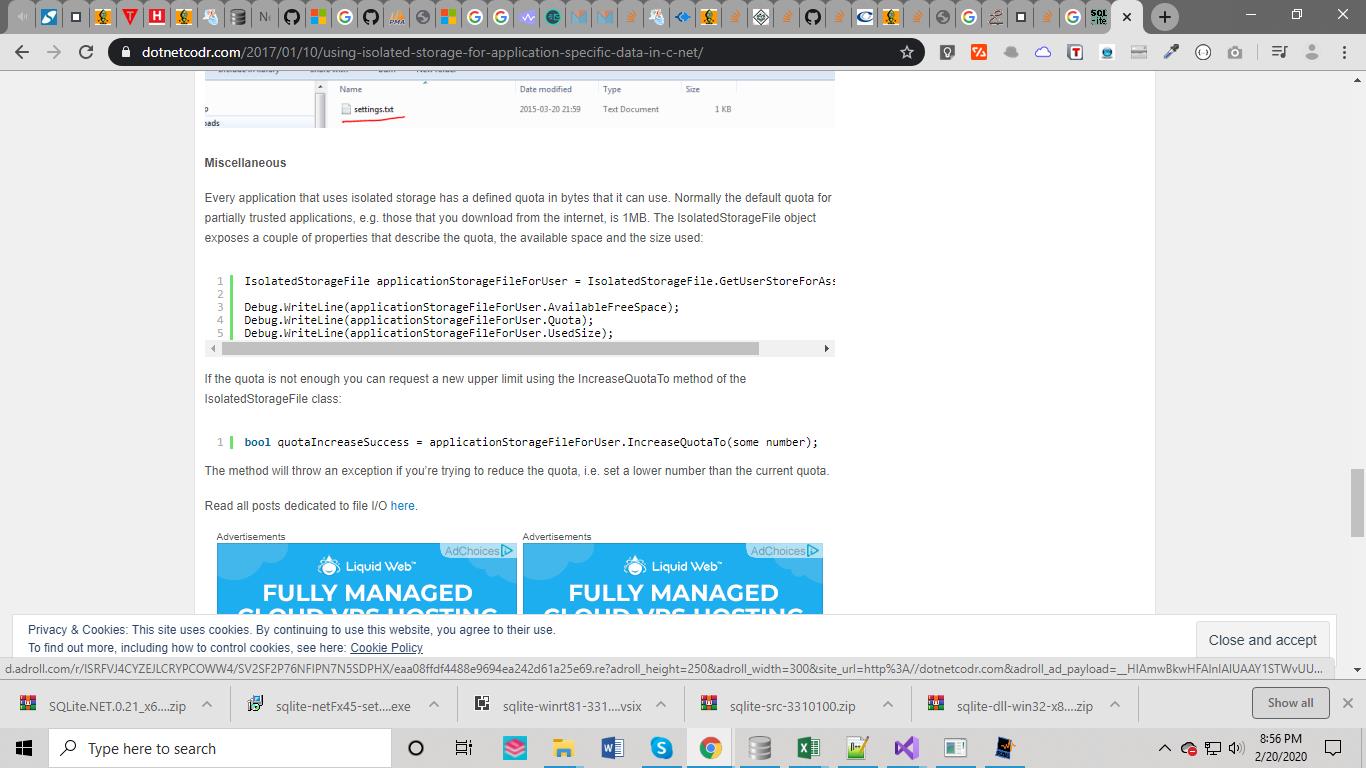 dotnetcodr.com/2017/01/10/using-isolated-storage-for-application-specific-data-in-c-net/
Name Date modified Type Size
settings.txt 2015-03-20 21:59 Text Document 1 KB
Miscellaneous
Every application that uses isolated storage has a defined quota in bytes that it can use. Normally the default quota for
partially trusted applications, e.g. those that you download from the internet, is 1MB. The IsolatedStorageFile object
exposes a couple of properties that describe the quota, the available space and the size used:
1 IsolatedStorageFile applicationStorageFileForUser = IsolatedStorageFile.GetUserStoreForAss
2
3 Debug.WriteLine(applicationStorageFileForUser.AvailableFreeSpace);
4 Debug.WriteLine(applicationStorageFileForUser.Quota);
5 Debug.WriteLine(applicationStorageFileForUser.UsedSize);
If the quota is not enough you can request a new upper limit using the IncreaseQuotaTo method of the
IsolatedStorageFile class:
1 bool quotaIncreaseSuccess = applicationStorageFileForUser.IncreaseQuotaTo(some number);
The method will throw an exception if you're trying to reduce the quota, i.e. set a lower number than the current quota.
Read all posts dedicated to file I/O here.
Advertisements Advertisements
AdChoices AdChoices
Liquid Web™ Liquid Web™
FULLY MANAGED FULLY MANAGED
CLOUD VPS HOSTING CLOUD VPS HOSTING
Privacy & Cookies: This site uses cookies. By continuing to use this website, you agree to their use.
To find out more, including how to control cookies, see here: Cookie Policy
Close and accept
d.adroll.com/r/ISRFVJ4CYZEJLCRYPCOWW4/SV2SF2P76NFIPN7N5SDPHX/eaa08ffdf4488e9694ea242d61a25e69.re?adroll_height=250&adroll_width=300&site_url=http%3A//dotnetcodr.com&adroll_ad_payload=__HIAmwBkwHFAlnIAlUAAY1STWvUU...
SQLite.NET.0.21_x6....zip sqlite-netFx45-set....exe sqlite-winrt81-331....vsix sqlite-src-3310100.zip sqlite-dll-win32-x8....zip Show all
Type here to search
8:56 PM
2/20/2020